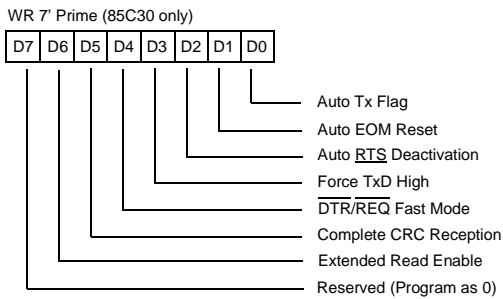 WR 7' Prime (85C30 only)
D7 D6 D5 D4 D3 D2 D1 D0
Auto Tx Flag
Auto EOM Reset
Auto RTS Deactivation
Force TxD High
DTR/REQ Fast Mode
Complete CRC Reception
Extended Read Enable
Reserved (Program as 0)